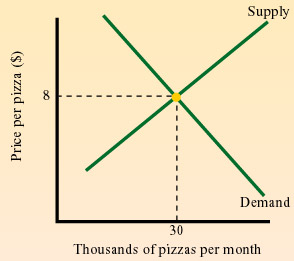 Supply
Price per pizza ($)
8
Demand
30
Thousands of pizzas per month